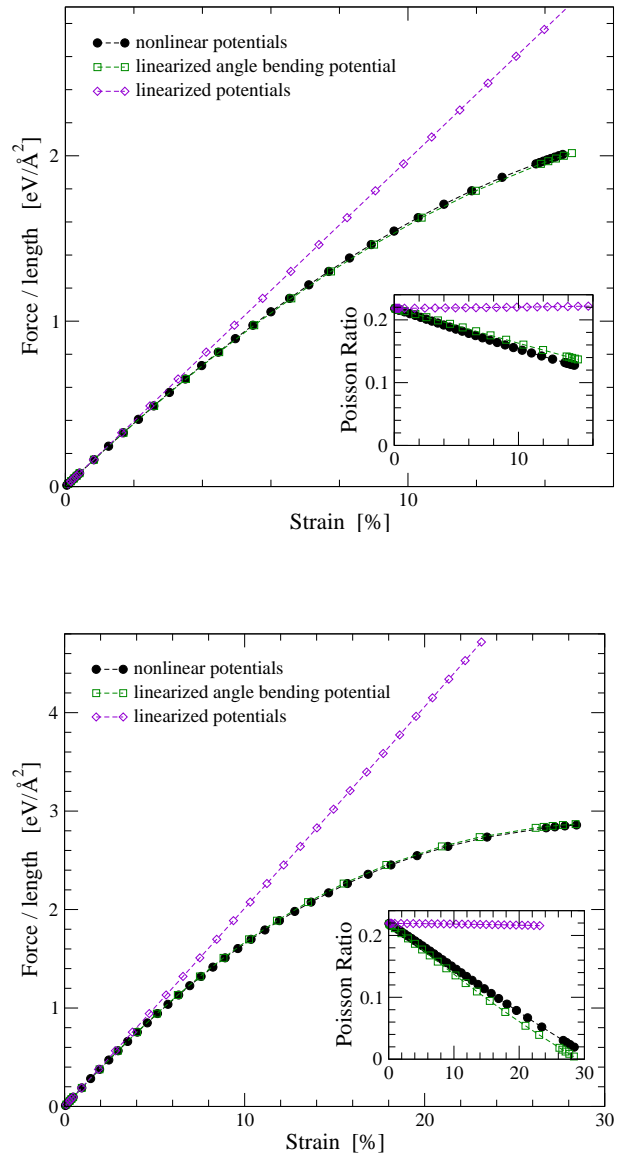 nonlinear potentials
linearized angle bending potential
linearized potentials
Force / length [eV/Å²]
2
1
0
0
10
Strain [%]
Poisson Ratio
0.2
0.1
0
0
10
nonlinear potentials
linearized angle bending potential
linearized potentials
Force / length [eV/Å²]
4
3
2
1
0
0
10
20
30
Strain [%]
Poisson Ratio
0.2
0.1
0
0
10
20
30